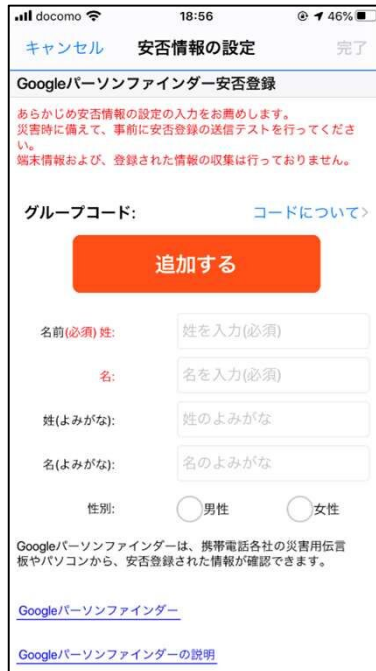 docomo 18:56 46%
キャンセル 安否情報の設定 完了
Googleパーソンファインダー安否登録
あらかじめ安否情報の設定の入力をお薦めします。
災害時に備えて、事前に安否登録の送信テストを行ってくださ
い。
端末情報および、登録された情報の収集は行っておりません。
グループコード: コードについて>
追加する
名前(必須) 姓: 姓を入力(必須)
名: 名を入力(必須)
姓(よみがな): 姓のよみがな
名(よみがな): 名のよみがな
性別: 男性 女性
Googleパーソンファインダーは、携帯電話各社の災害用伝言
板やパソコンから、安否登録された情報が確認できます。
Googleパーソンファインダー
Googleパーソンファインダーの説明